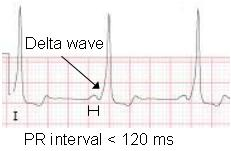 Delta wave
I
PR interval < 120 ms